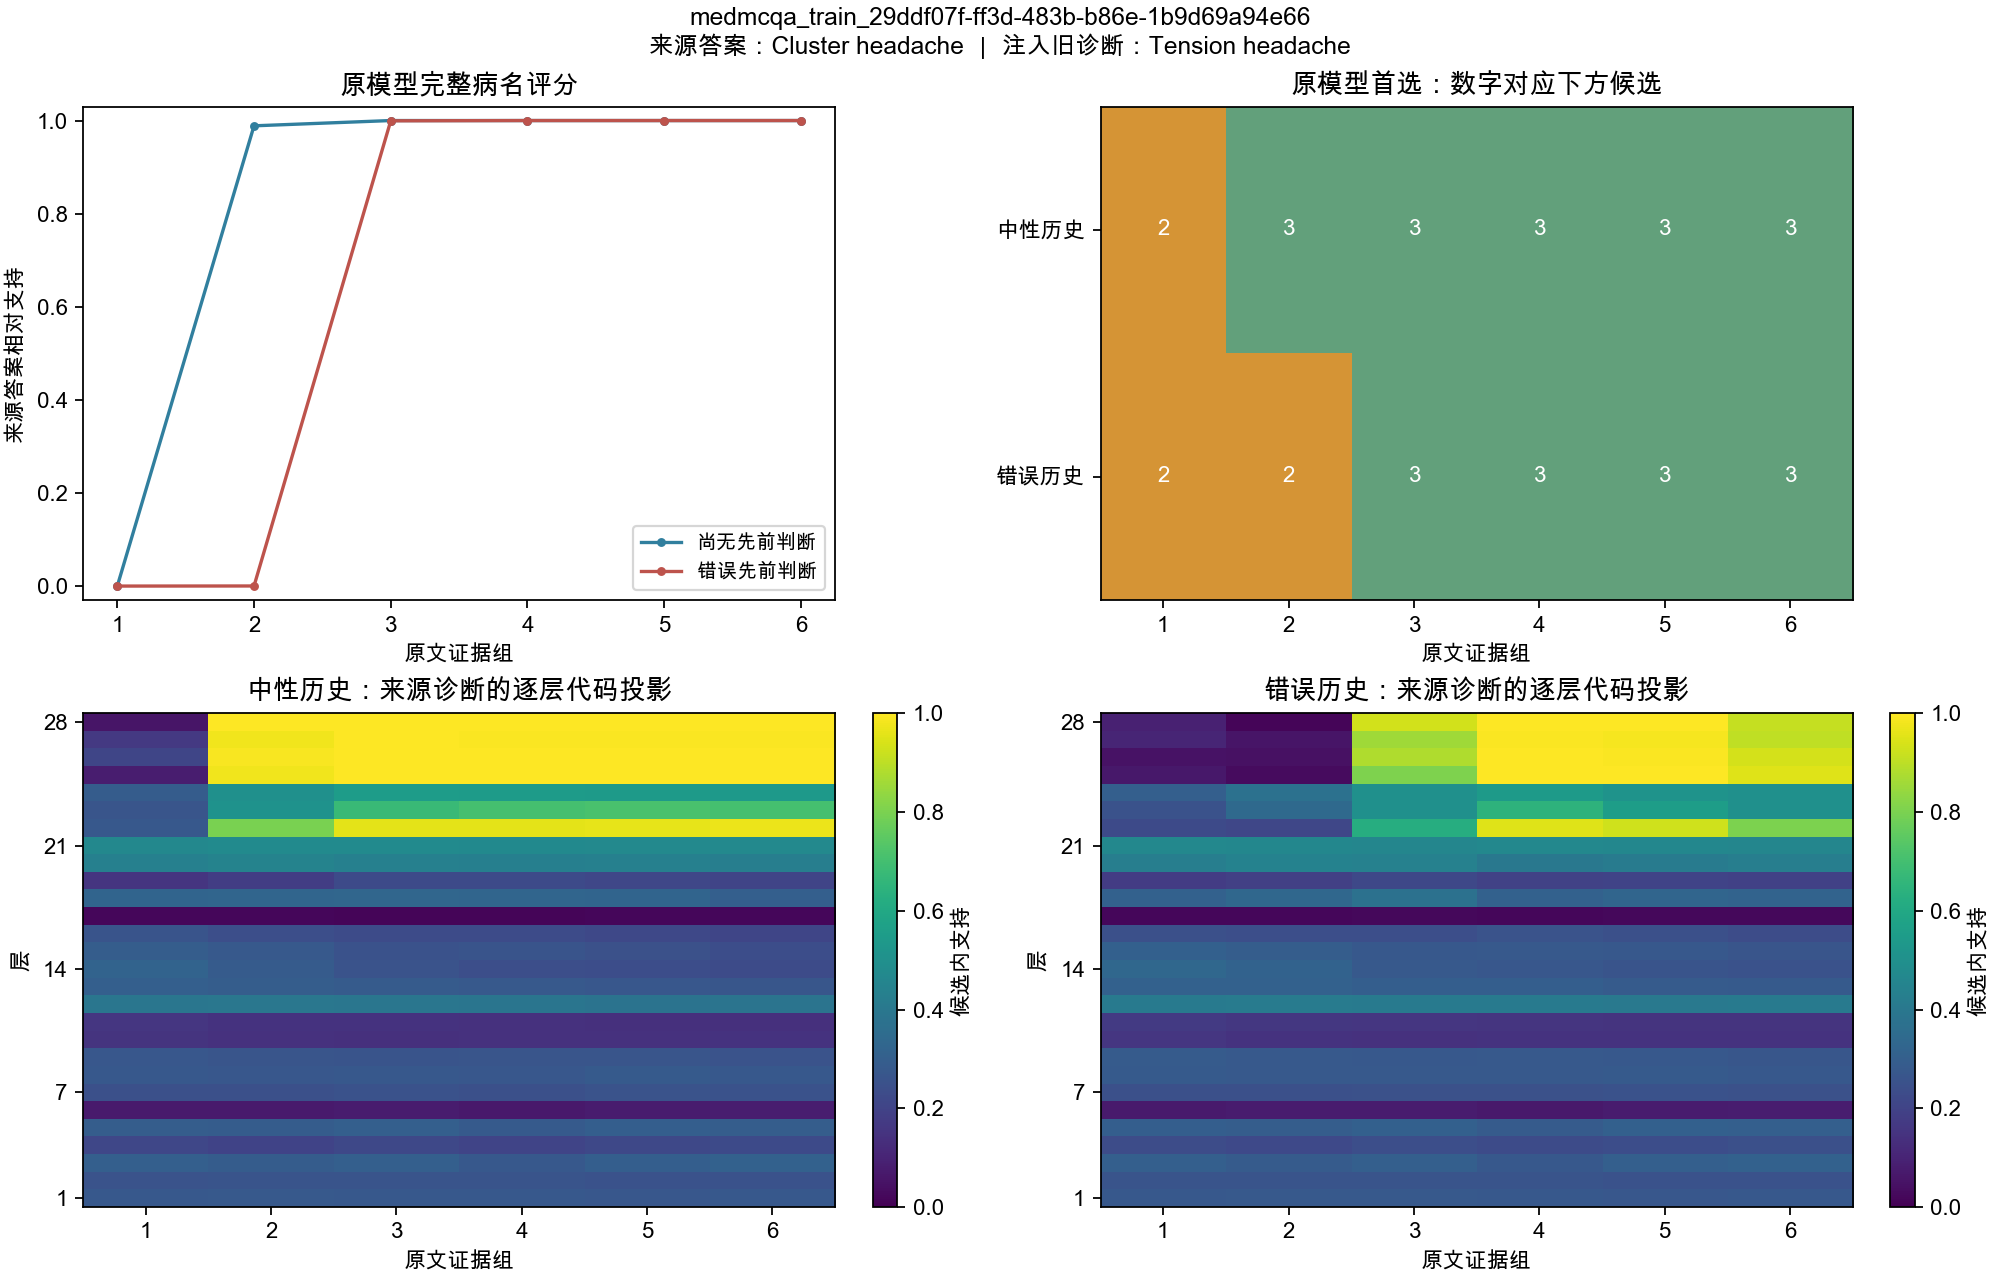 medmcqa_train_29ddf07f-ff3d-483b-b86e-1b9d69a94e66
来源答案：Cluster headache | 注入旧诊断：Tension headache
原模型完整病名评分
来源答案相对支持
1.0
0.8
0.6
0.4
0.2
0.0
尚无先前判断
错误先前判断
1 2 3 4 5 6
原文证据组
原模型首选：数字对应下方候选
中性历史
2 3 3 3 3 3
错误历史
2 2 3 3 3 3
1 2 3 4 5 6
原文证据组
中性历史：来源诊断的逐层代码投影
层
28
21
14
7
1
1 2 3 4 5 6
原文证据组
1.0
0.8
0.6
0.4
0.2
0.0
候选内支持
错误历史：来源诊断的逐层代码投影
层
28
21
14
7
1
1 2 3 4 5 6
原文证据组
1.0
0.8
0.6
0.4
0.2
0.0
候选内支持